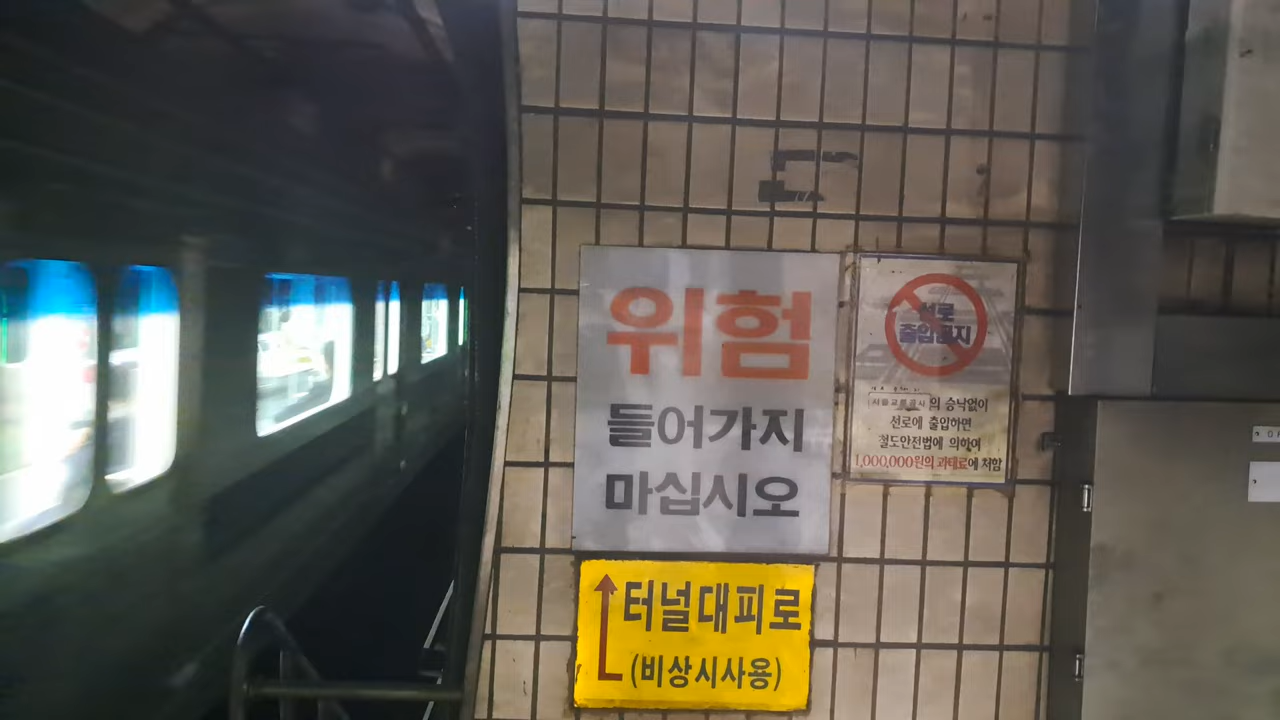 위험
들어가지
마십시오
선로
출입금지
서울교통공사의 승낙없이
선로에 출입하면
철도안전법에 의하여
1,000,000원의 과태료에 처함
터널대피로
(비상시사용)